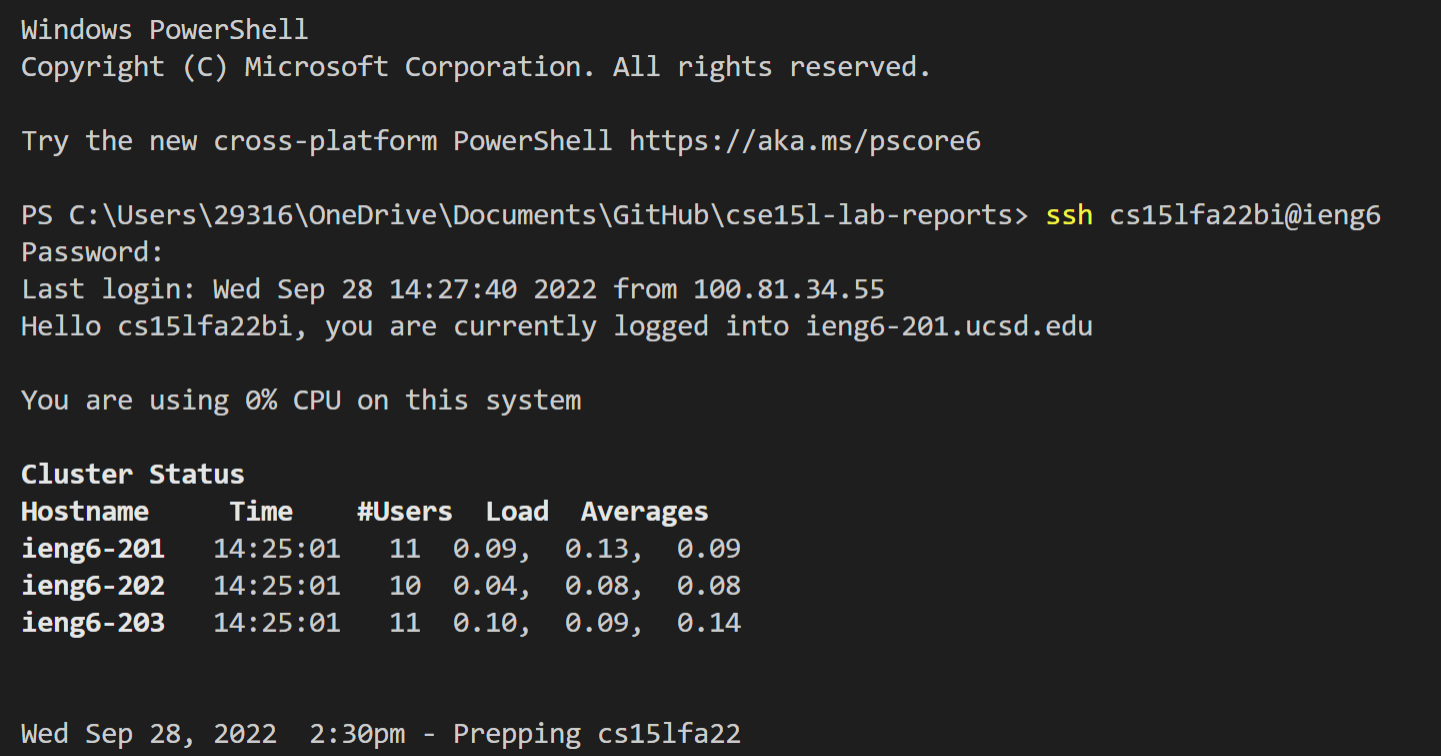 Windows PowerShell
Copyright (C) Microsoft Corporation. All rights reserved.
Try the new cross-platform PowerShell https://aka.ms/pscore6
PS C:\Users\29316\OneDrive\Documents\GitHub\cse15l-lab-reports> ssh cs15lfa22bi@ieng6
Password:
Last login: Wed Sep 28 14:27:40 2022 from 100.81.34.55
Hello cs15lfa22bi, you are currently logged into ieng6-201.ucsd.edu
You are using 0% CPU on this system
Cluster Status
Hostname     Time    #Users  Load  Averages
ieng6-201   14:25:01   11  0.09,  0.13,  0.09
ieng6-202   14:25:01   10  0.04,  0.08,  0.08
ieng6-203   14:25:01   11  0.10,  0.09,  0.14
Wed Sep 28, 2022  2:30pm - Prepping cs15lfa22